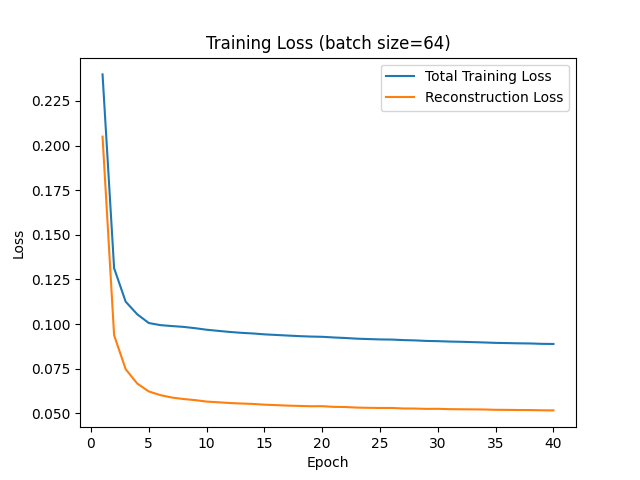 Training Loss (batch size=64)
Total Training Loss
Reconstruction Loss
0.225
0.200
0.175
0.150
0.125
0.100
0.075
0.050
Loss
0 5 10 15 20 25 30 35 40
Epoch